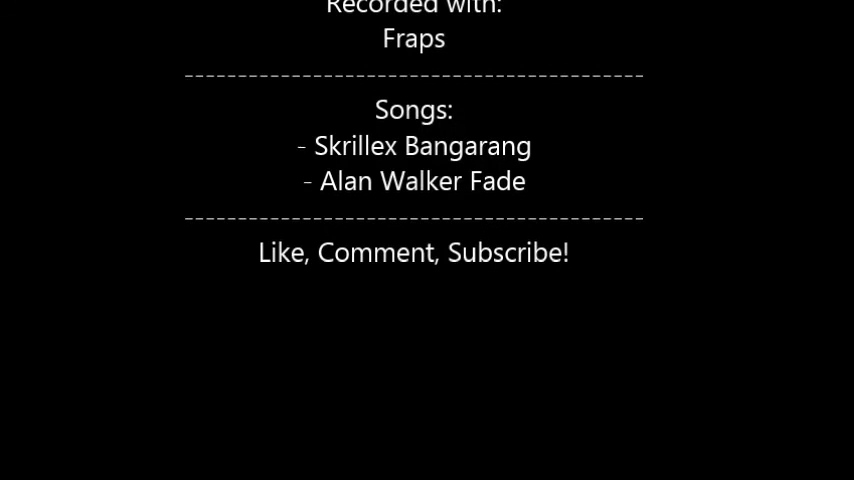 Recorded with:
Fraps
-------------------------------------------
Songs:
- Skrillex Bangarang
- Alan Walker Fade
-------------------------------------------
Like, Comment, Subscribe!